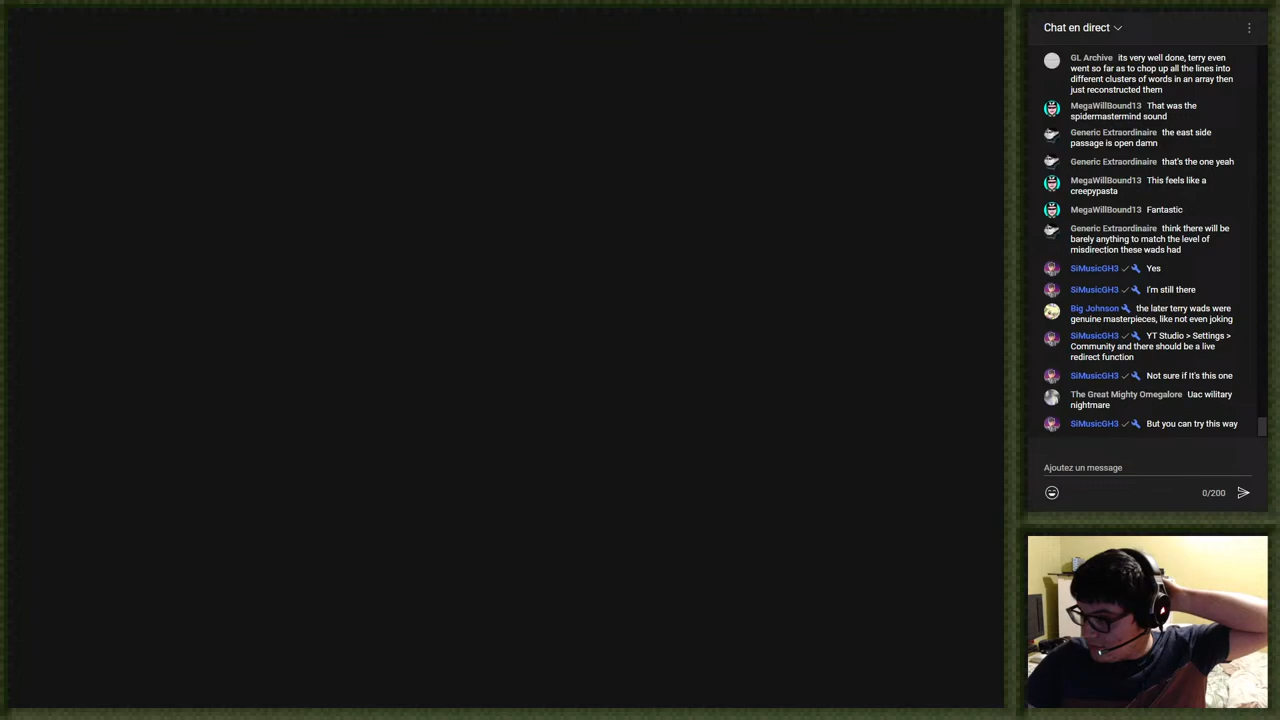 Chat en direct
GL Archive its very well done, terry even
went so far as to chop up all the lines into
different clusters of words in an array then
just reconstructed them
MegaWillBound13 That was the
spidermastermind sound
Generic Extraordinaire the east side
passage is open damn
Generic Extraordinaire that's the one yeah
MegaWillBound13 This feels like a
creepypasta
MegaWillBound13 Fantastic
Generic Extraordinaire think there will be
barely anything to match the level of
misdirection these wads had
SiMusicGH3 Yes
SiMusicGH3 I'm still there
Big Johnson the later terry wads were
genuine masterpieces, like not even joking
SiMusicGH3 YT Studio > Settings >
Community and there should be a live
redirect function
SiMusicGH3 Not sure if It's this one
The Great Mighty Omegalore Uac wilitary
nightmare
SiMusicGH3 But you can try this way
Ajoutez un message
0/200